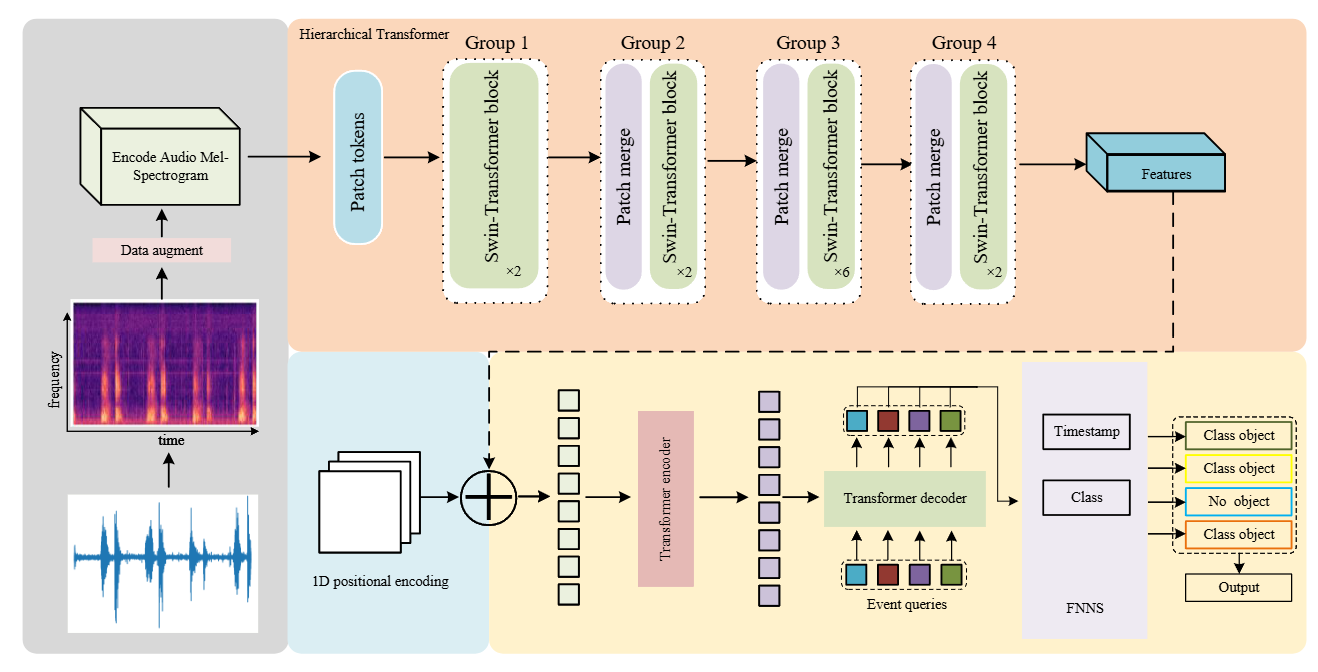 Hierarchical Transformer
Group 1
Group 2
Group 3
Group 4
Encode Audio Mel-
Spectrogram
Data augment
frequency
time
Patch tokens
Swin-Transformer block
×2
Patch merge
Swin-Transformer block
×2
Patch merge
Swin-Transformer block
×6
Patch merge
Swin-Transformer block
×2
Features
1D positional encoding
Transformer encoder
Transformer decoder
Event queries
Timestamp
Class
FNNS
Class object
Class object
No object
Class object
Output